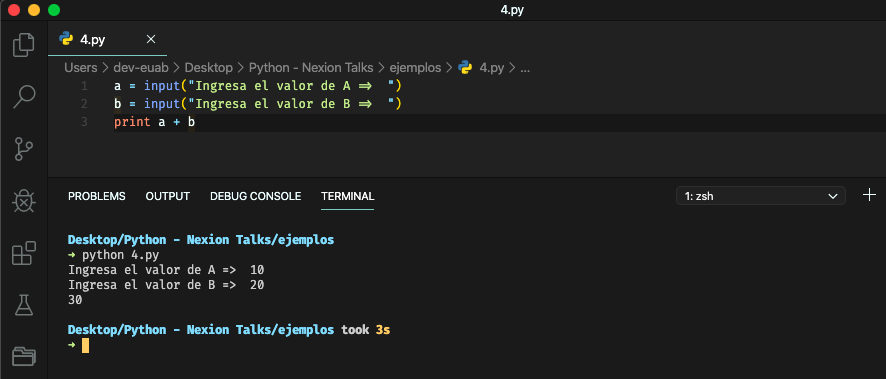 4.py
4.py
Users > dev-euab > Desktop > Python - Nexion Talks > ejemplos > 4.py > ...
1 a = input("Ingresa el valor de A =>  ")
2 b = input("Ingresa el valor de B =>  ")
3 print a + b
PROBLEMS OUTPUT DEBUG CONSOLE TERMINAL 1: zsh
Desktop/Python - Nexion Talks/ejemplos
➜ python 4.py
Ingresa el valor de A =>  10
Ingresa el valor de B =>  20
30
Desktop/Python - Nexion Talks/ejemplos took 3s
➜